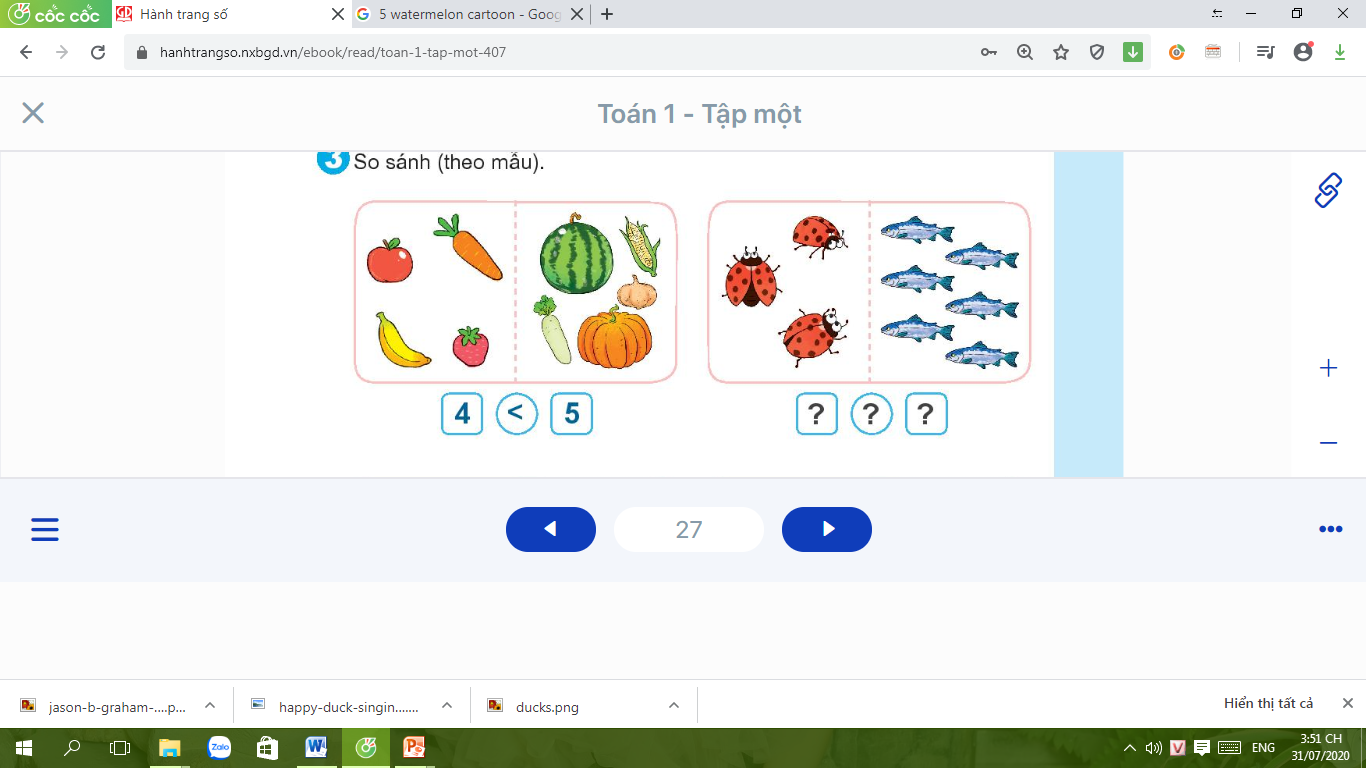 cốc cốc
Hành trang số
5 watermelon cartoon - Goog
hanhtrangso.nxbgd.vn/ebook/read/toan-1-tap-mot-407
Toán 1 - Tập một
3 So sánh (theo mẫu).
4 < 5
? ? ?
27
jason-b-graham-....p...
happy-duck-singin.......
ducks.png
Hiển thị tất cả
Zalo
ENG
3:51 CH
31/07/2020